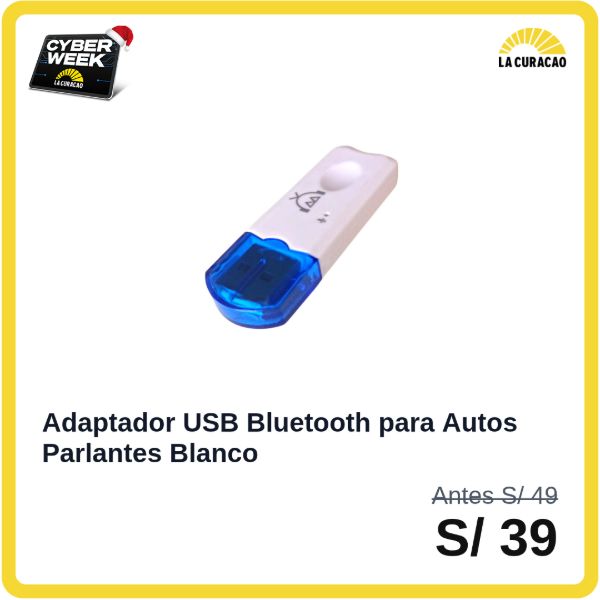 CYBER
WEEK
LA CURACAO
LA CURACAO
Adaptador USB Bluetooth para Autos
Parlantes Blanco
Antes S/ 49
S/ 39